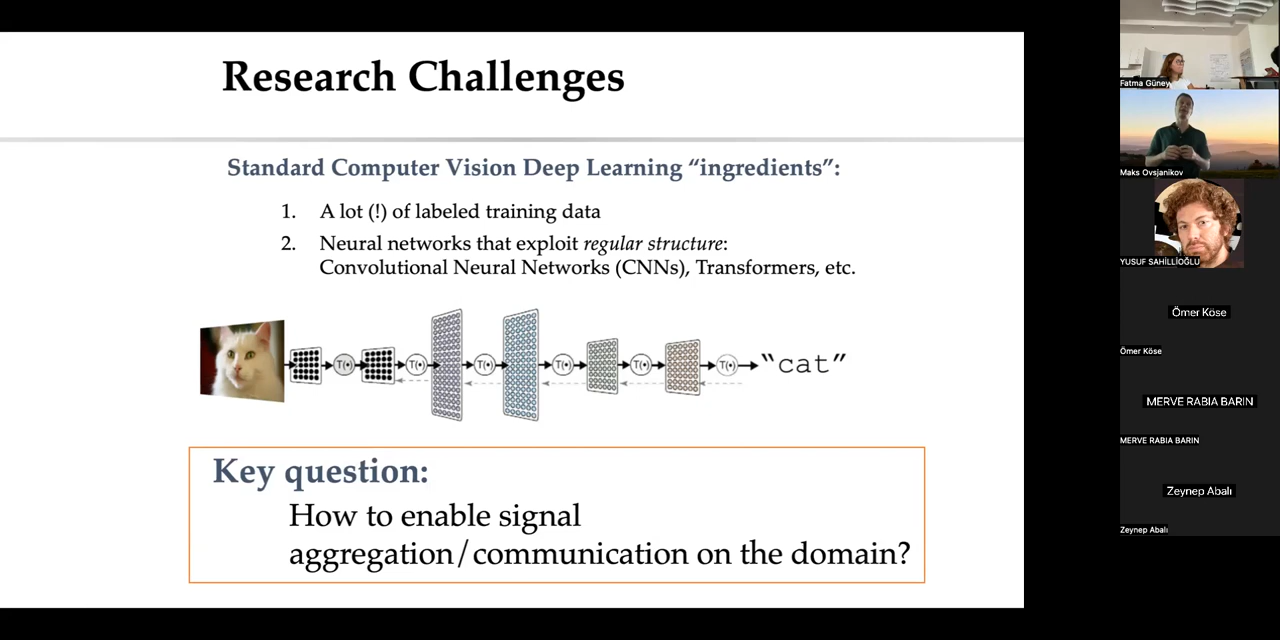 Research Challenges
Standard Computer Vision Deep Learning “ingredients”:
1. A lot (!) of labeled training data
2. Neural networks that exploit regular structure:
Convolutional Neural Networks (CNNs), Transformers, etc.
T(•) T(•) T(•) T(•) T(•) T(•) “cat”
Key question:
How to enable signal
aggregation/communication on the domain?
Fatma Güney
Maks Ovsjanikov
YUSUF SAHİLLİOĞLU
Ömer Köse
Ömer Köse
MERVE RABIA BARIN
MERVE RABIA BARIN
Zeynep Abalı
Zeynep Abalı